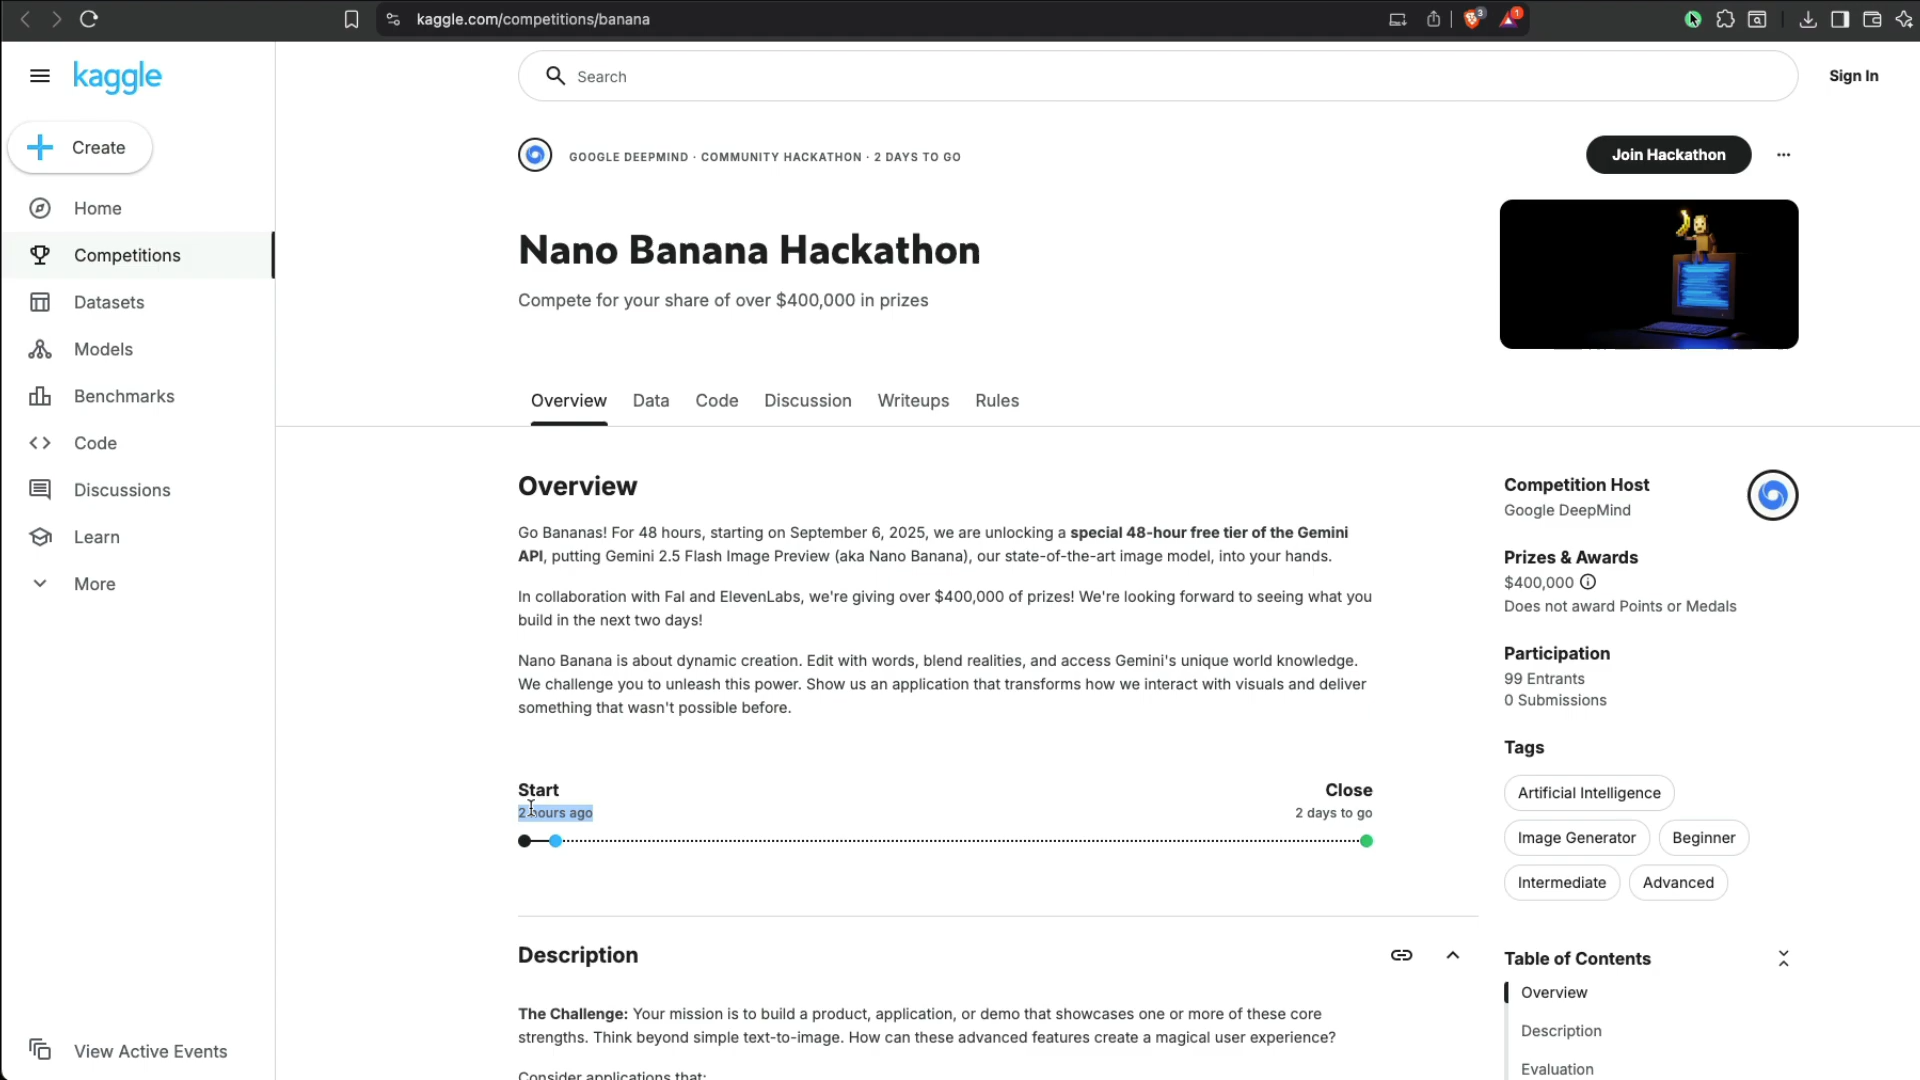 kaggle.com/competitions/banana
3
1
kaggle
Search
Sign In
Create
Home
Competitions
Datasets
Models
Benchmarks
Code
Discussions
Learn
More
View Active Events
GOOGLE DEEPMIND · COMMUNITY HACKATHON · 2 DAYS TO GO
Join Hackathon
Nano Banana Hackathon
Compete for your share of over $400,000 in prizes
Overview Data Code Discussion Writeups Rules
Overview
Go Bananas! For 48 hours, starting on September 6, 2025, we are unlocking a special 48-hour free tier of the Gemini
API, putting Gemini 2.5 Flash Image Preview (aka Nano Banana), our state-of-the-art image model, into your hands.
In collaboration with Fal and ElevenLabs, we're giving over $400,000 of prizes! We're looking forward to seeing what you
build in the next two days!
Nano Banana is about dynamic creation. Edit with words, blend realities, and access Gemini's unique world knowledge.
We challenge you to unleash this power. Show us an application that transforms how we interact with visuals and deliver
something that wasn't possible before.
Start
2 hours ago
Close
2 days to go
Description
The Challenge: Your mission is to build a product, application, or demo that showcases one or more of these core
strengths. Think beyond simple text-to-image. How can these advanced features create a magical user experience?
Consider applications that:
Competition Host
Google DeepMind
Prizes & Awards
$400,000
Does not award Points or Medals
Participation
99 Entrants
0 Submissions
Tags
Artificial Intelligence
Image Generator Beginner
Intermediate Advanced
Table of Contents
Overview
Description
Evaluation